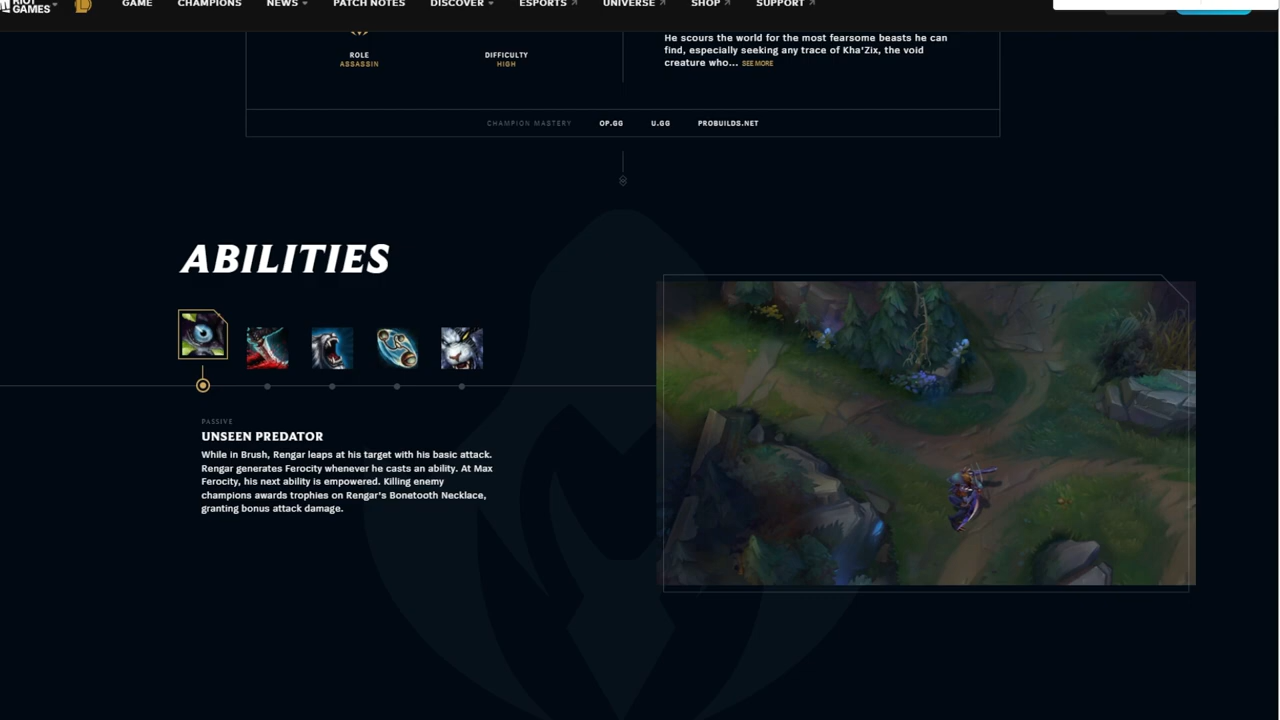 RIOT
GAMES
GAME CHAMPIONS NEWS PATCH NOTES DISCOVER ESPORTS UNIVERSE SHOP SUPPORT
ROLE
ASSASSIN
DIFFICULTY
HIGH
He scours the world for the most fearsome beasts he can
find, especially seeking any trace of Kha'Zix, the void
creature who... SEE MORE
CHAMPION MASTERY OP.GG U.GG PROBUILDS.NET
ABILITIES
PASSIVE
UNSEEN PREDATOR
While in Brush, Rengar leaps at his target with his basic attack.
Rengar generates Ferocity whenever he casts an ability. At Max
Ferocity, his next ability is empowered. Killing enemy
champions awards trophies on Rengar's Bonetooth Necklace,
granting bonus attack damage.